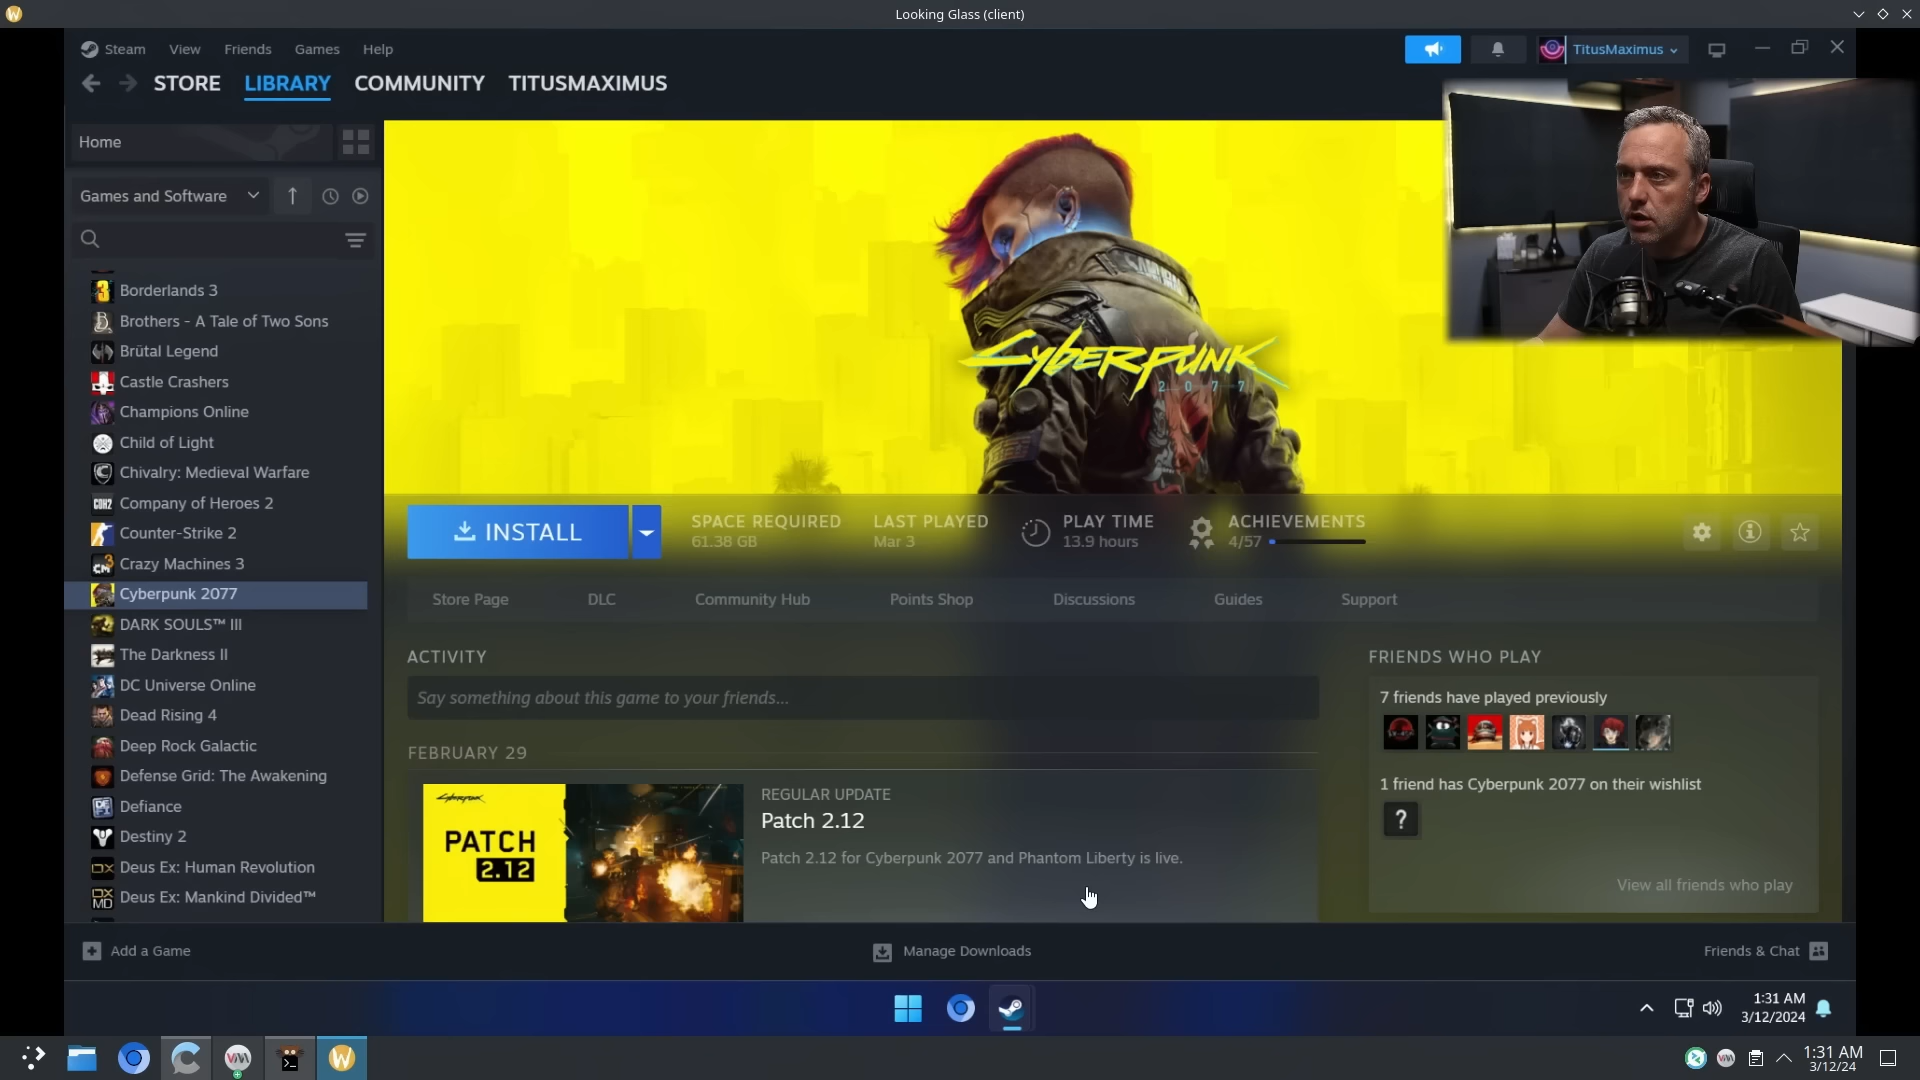 Looking Glass (client)
Steam View Friends Games Help
TitusMaximus
STORE LIBRARY COMMUNITY TITUSMAXIMUS
Home
Games and Software
Borderlands 3
Brothers - A Tale of Two Sons
Brütal Legend
Castle Crashers
Champions Online
Child of Light
Chivalry: Medieval Warfare
Company of Heroes 2
Counter-Strike 2
Crazy Machines 3
Cyberpunk 2077
DARK SOULS™ III
The Darkness II
DC Universe Online
Dead Rising 4
Deep Rock Galactic
Defense Grid: The Awakening
Defiance
Destiny 2
Deus Ex: Human Revolution
Deus Ex: Mankind Divided™
CYBERPUNK
2077
INSTALL
SPACE REQUIRED
61.38 GB
LAST PLAYED
Mar 3
PLAY TIME
13.9 hours
ACHIEVEMENTS
4/57
Store Page DLC Community Hub Points Shop Discussions Guides Support
ACTIVITY
Say something about this game to your friends...
FEBRUARY 29
Cyberpunk
PATCH
2.12
REGULAR UPDATE
Patch 2.12
Patch 2.12 for Cyberpunk 2077 and Phantom Liberty is live.
FRIENDS WHO PLAY
7 friends have played previously
1 friend has Cyberpunk 2077 on their wishlist
?
View all friends who play
Add a Game
Manage Downloads
Friends & Chat
1:31 AM
3/12/2024
1:31 AM
3/12/24